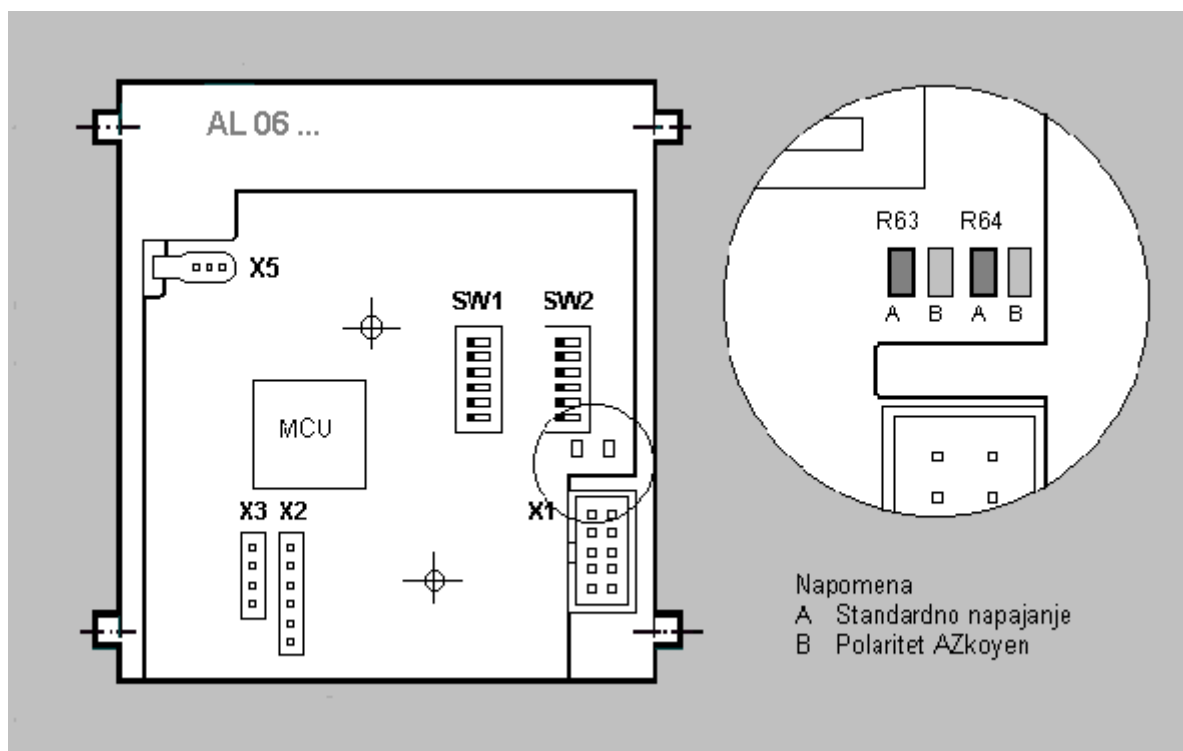 AL 06 ...
X5
SW1 SW2
MCU
X3 X2
X1
R63 R64
A B A B
Napomena
A Standardno napajanje
B Polaritet AZkoyen